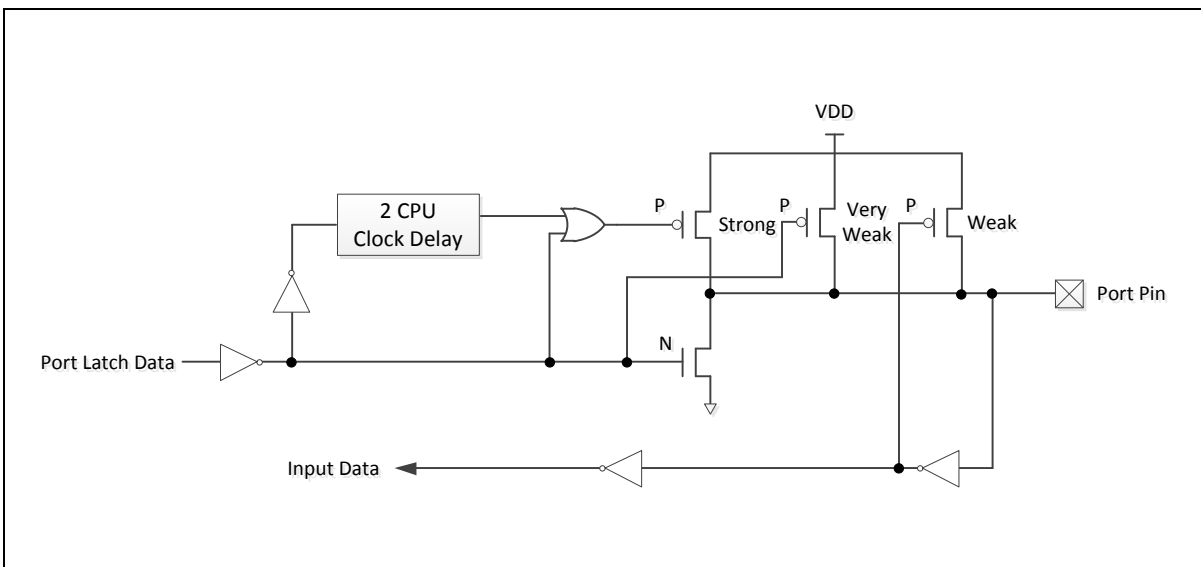 VDD
2 CPU
Clock Delay
P
Strong
P
Very
Weak
P
Weak
Port Pin
N
Port Latch Data
Input Data